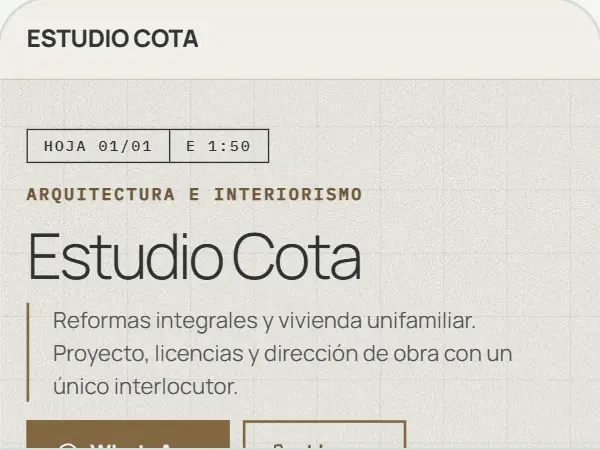 ESTUDIO COTA
HOJA 01/01 E 1:50
ARQUITECTURA E INTERIORISMO
Estudio Cota
Reformas integrales y vivienda unifamiliar.
Proyecto, licencias y dirección de obra con un
único interlocutor.